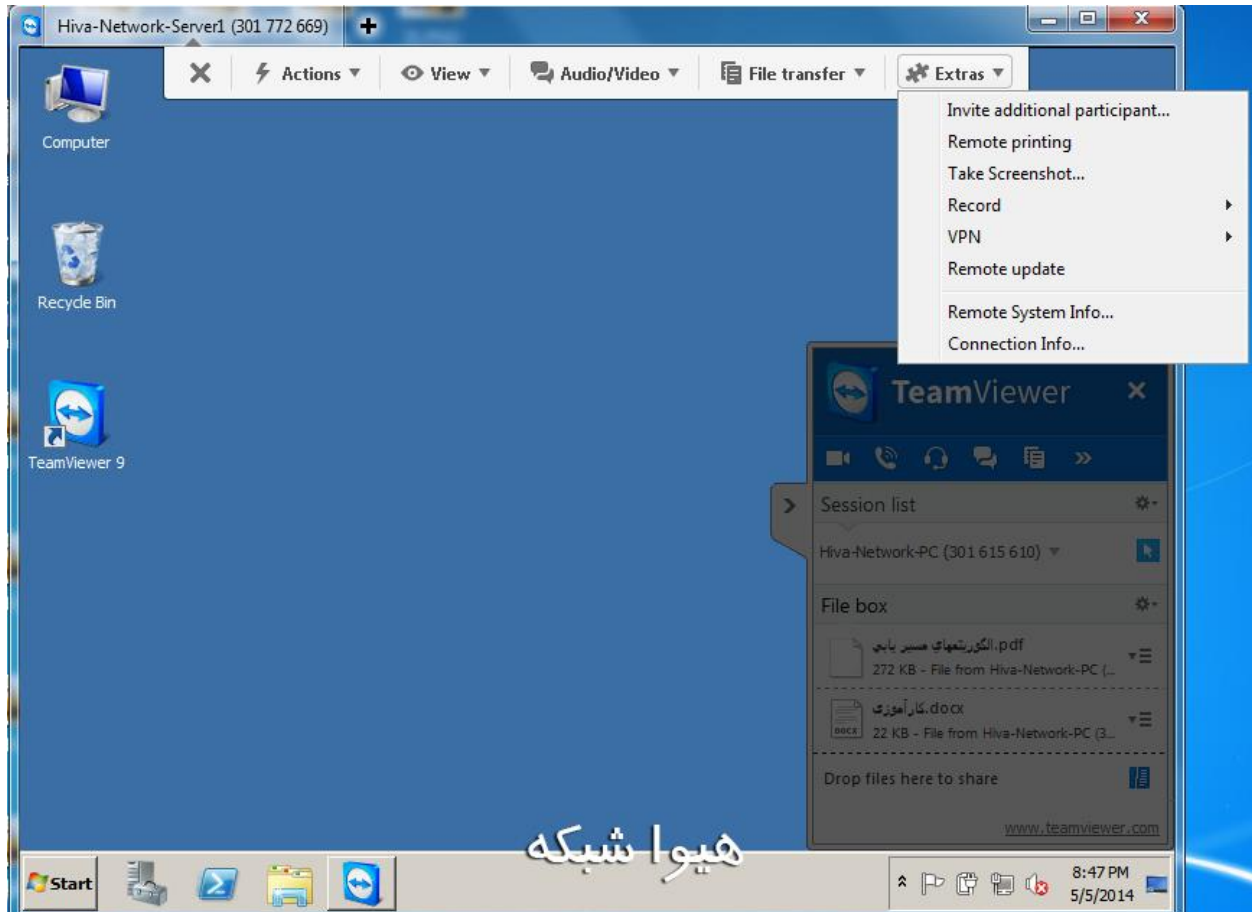 Hiva-Network-Server1 (301 772 669)
Actions View Audio/Video File transfer Extras
Invite additional participant...
Remote printing
Take Screenshot...
Record
VPN
Remote update
Remote System Info...
Connection Info...
Computer
Recycle Bin
TeamViewer 9
TeamViewer
Session list
Hiva-Network-PC (301 615 610)
File box
الگوریتمهای مسیر یابی.pdf
272 KB - File from Hiva-Network-PC (...
کارآموزی.docx
DOCX
22 KB - File from Hiva-Network-PC (3...
Drop files here to share
www.teamviewer.com
هیوا شبکه
Start
8:47 PM
5/5/2014